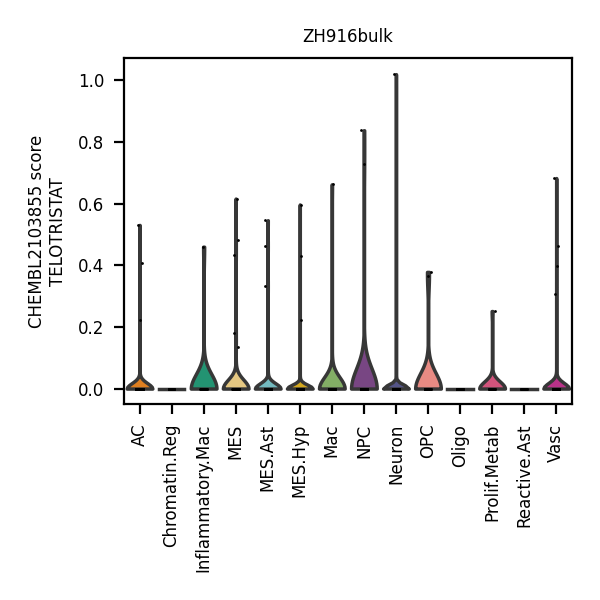 ZH916bulk
CHEMBL2103855 score
TELOTRISTAT
1.0
0.8
0.6
0.4
0.2
0.0
AC
Chromatin.Reg
Inflammatory.Mac
MES
MES.Ast
MES.Hyp
Mac
NPC
Neuron
OPC
Oligo
Prolif.Metab
Reactive.Ast
Vasc